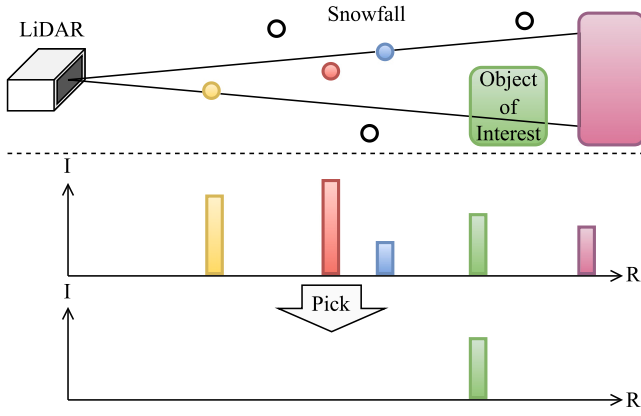 Snowfall
LiDAR
Object
of
Interest
I
R
Pick
I
R